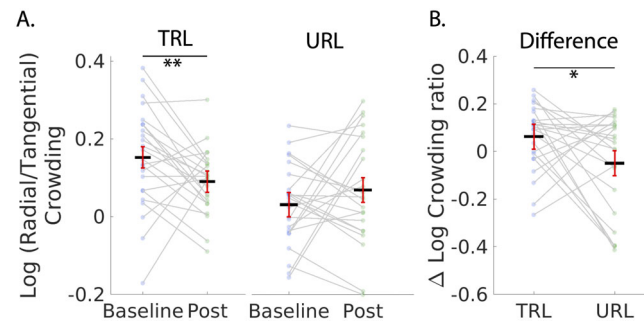 A.
TRL
URL
**
Log (Radial/Tangential)
Crowding
0.4
0.2
0
-0.2
Baseline Post
Baseline Post
B.
Difference
*
Δ Log Crowding ratio
0.4
0.2
0
-0.2
-0.4
-0.6
TRL URL